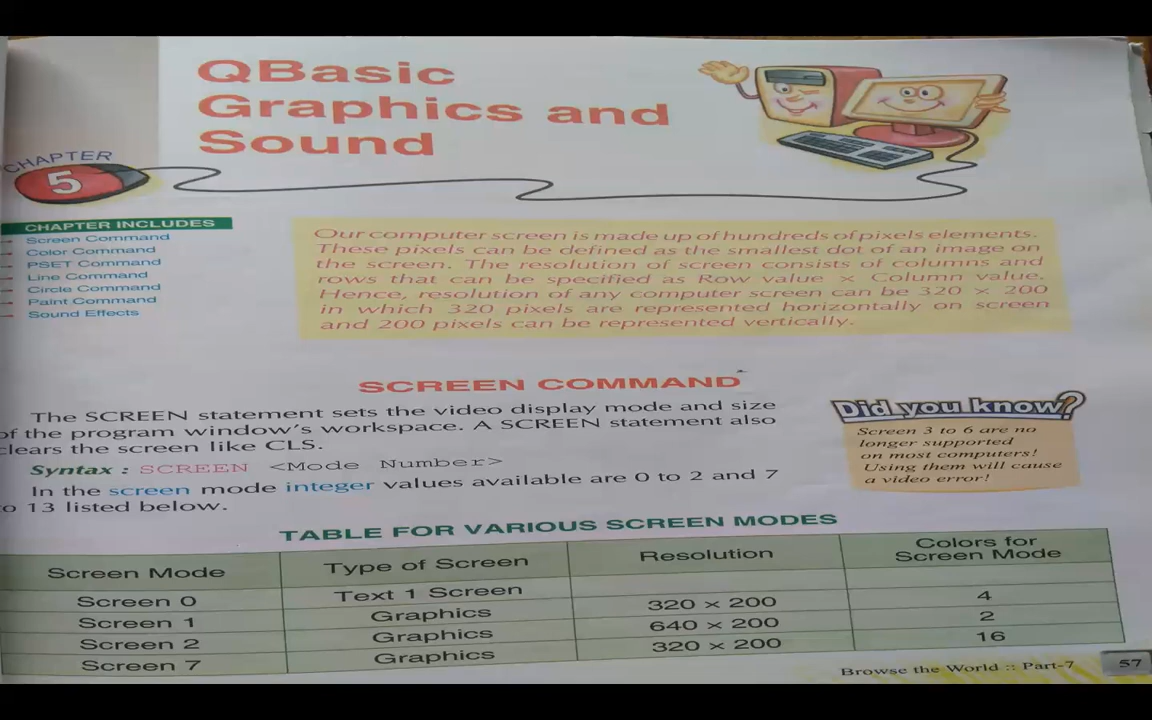 QBasic
Graphics and
Sound
CHAPTER
5
CHAPTER INCLUDES
Screen Command
Color Command
PSET Command
Line Command
Circle Command
Paint Command
Sound Effects
Our computer screen is made up of hundreds of pixels elements.
These pixels can be defined as the smallest dot of an image on
the screen. The resolution of screen consists of columns and
rows that can be specified as Row value × Column value.
Hence, resolution of any computer screen can be 320 × 200
in which 320 pixels are represented horizontally on screen
and 200 pixels can be represented vertically.
SCREEN COMMAND
The SCREEN statement sets the video display mode and size
of the program window's workspace. A SCREEN statement also
clears the screen like CLS.
Syntax : SCREEN <Mode Number>
In the screen mode integer values available are 0 to 2 and 7
to 13 listed below.
Did you know?
Screen 3 to 6 are no
longer supported
on most computers!
Using them will cause
a video error!
TABLE FOR VARIOUS SCREEN MODES
Screen Mode Type of Screen Resolution Colors for
Screen Mode
Screen 0 Text 1 Screen
Screen 1 Graphics 320 × 200 4
Screen 2 Graphics 640 × 200 2
Screen 7 Graphics 320 × 200 16
Browse the World :: Part-7 57